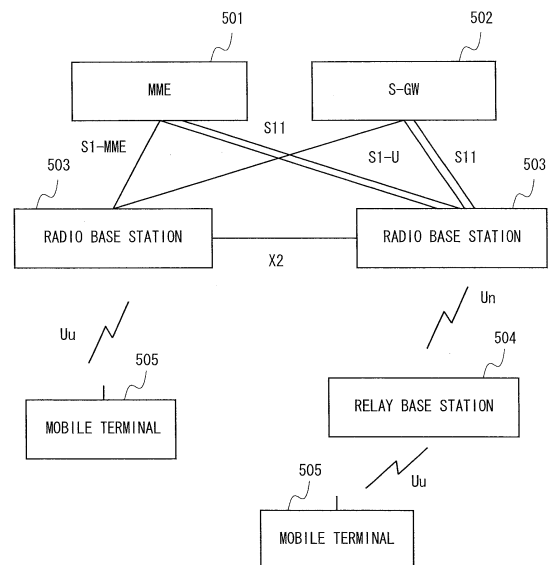 501
502
MME
S-GW
S11
S1-MME
S1-U
S11
503
503
RADIO BASE STATION
RADIO BASE STATION
X2
Un
Uu
504
505
RELAY BASE STATION
MOBILE TERMINAL
505
Uu
MOBILE TERMINAL